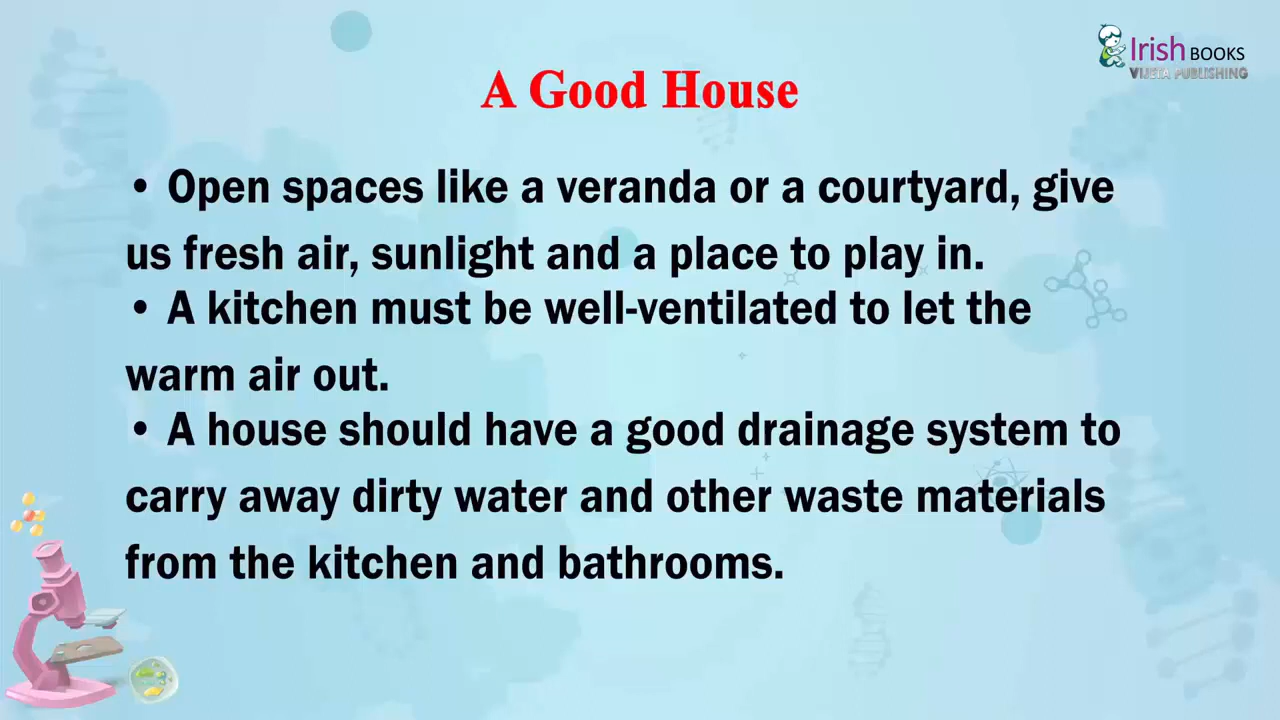 Irish BOOKS
VIJETA PUBLISHING
A Good House
• Open spaces like a veranda or a courtyard, give
us fresh air, sunlight and a place to play in.
• A kitchen must be well-ventilated to let the
warm air out.
• A house should have a good drainage system to
carry away dirty water and other waste materials
from the kitchen and bathrooms.